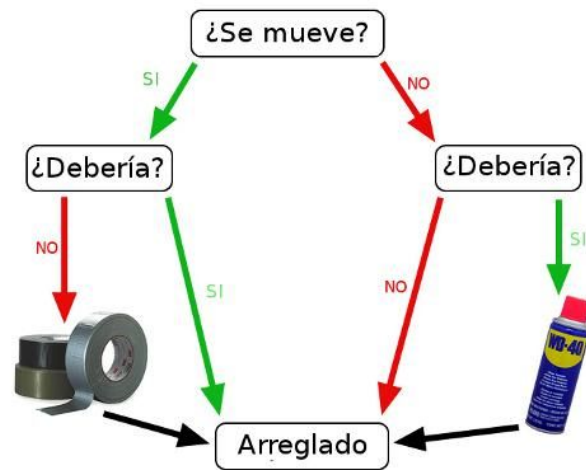 ¿Se mueve?
SI
NO
¿Debería?
¿Debería?
NO
SI
NO
SI
WD-40
Arreglado